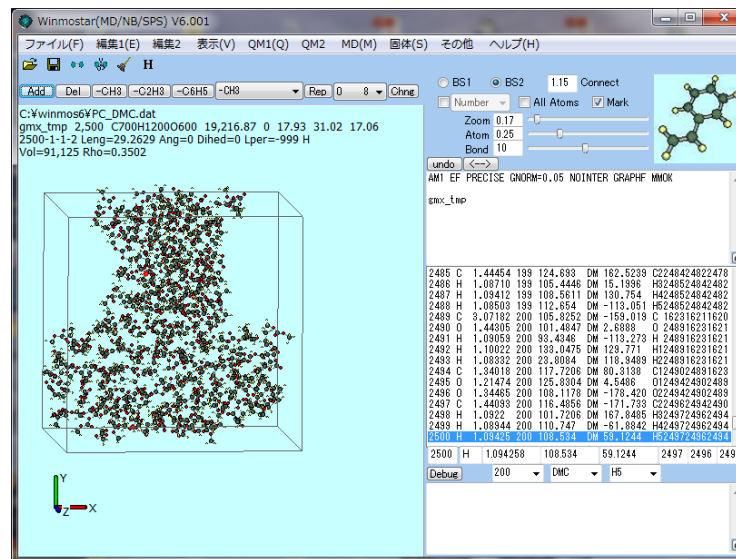 Winmostar(MD/NB/SPS) V6.001
ファイル(F) 編集1(E) 編集2 表示(V) QM1(Q) QM2 MD(M) 固体(S) その他 ヘルプ(H)
H
Add Del -CH3 -C2H3 -C6H5 -CH3 Rep 0 8 Chng
BS1 BS2 1.15 Connect
Number All Atoms Mark
Zoom 0.17
Atom 0.25
Bond 10
undo <-->
C:¥winmos6¥PC_DMC.dat
gmx_tmp 2,500 C700H1200O600 19,216.87 0 17.93 31.02 17.06
2500-1-1-2 Leng=29.2629 Ang=0 Dihed=0 Lper=-999 H
Vol=91,125 Rho=0.3502
AM1 EF PRECISE GNORM=0.05 NOINTER GRAPHF MMOK
gmx_tmp
2485 C 1.44454 199 124.693 DM 162.5239 C2248424822478
2486 H 1.08710 199 105.4446 DM 15.1996 H3248524842482
2487 H 1.09412 199 108.5611 DM 130.754 H4248524842482
2488 H 1.08503 199 112.654 DM -113.051 H5248524842482
2489 C 3.07182 200 105.8252 DM -159.019 C 162316211620
2490 O 1.44305 200 101.4847 DM 2.6888 O 248916231621
2491 H 1.09059 200 93.4346 DM -113.273 H 248916231621
2492 H 1.10022 200 133.0475 DM 129.771 H1248916231621
2493 H 1.08332 200 23.8084 DM 118.9489 H2248916231621
2494 C 1.34018 200 117.7206 DM 80.3138 C1249024891623
2495 O 1.21474 200 125.8304 DM 4.5486 O1249424902489
2496 O 1.34465 200 108.1178 DM -178.420 O2249424902489
2497 C 1.44093 200 116.4856 DM -171.733 C2249624942490
2498 H 1.0922 200 101.7206 DM 167.8485 H3249724962494
2499 H 1.08944 200 110.747 DM -61.8842 H4249724962494
2500 H 1.09425 200 108.534 DM 59.1244 H5249724962494
2500 H 1.094258 108.534 59.1244 2497 2496 249
Debug 200 DMC H5
Y
Z X